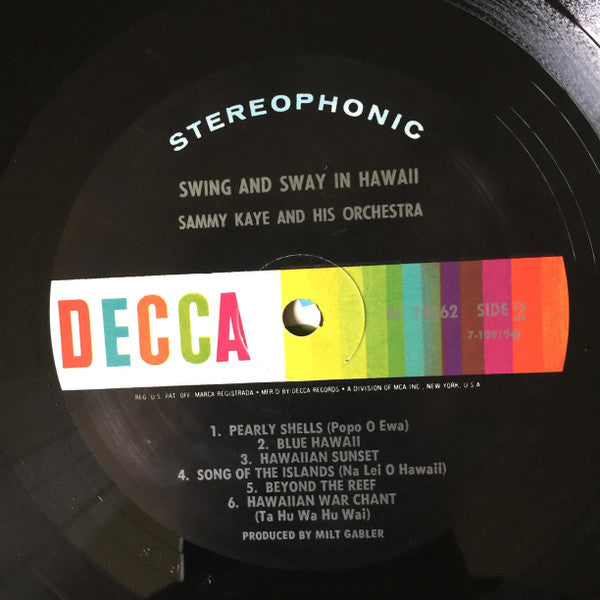 STEREOPHONIC
SWING AND SWAY IN HAWAII
SAMMY KAYE AND HIS ORCHESTRA
DECCA
62 SIDE 2
REG. U.S. PAT. OFF. MARCA REGISTRADA • MFR'D BY DECCA RECORDS • A DIVISION OF MCA INC., NEW YORK, U S A
1. PEARLY SHELLS (Popo O Ewa)
2. BLUE HAWAII
3. HAWAIIAN SUNSET
4. SONG OF THE ISLANDS (Na Lei O Hawaii)
5. BEYOND THE REEF
6. HAWAIIAN WAR CHANT
(Ta Hu Wa Hu Wai)
PRODUCED BY MILT GABLER